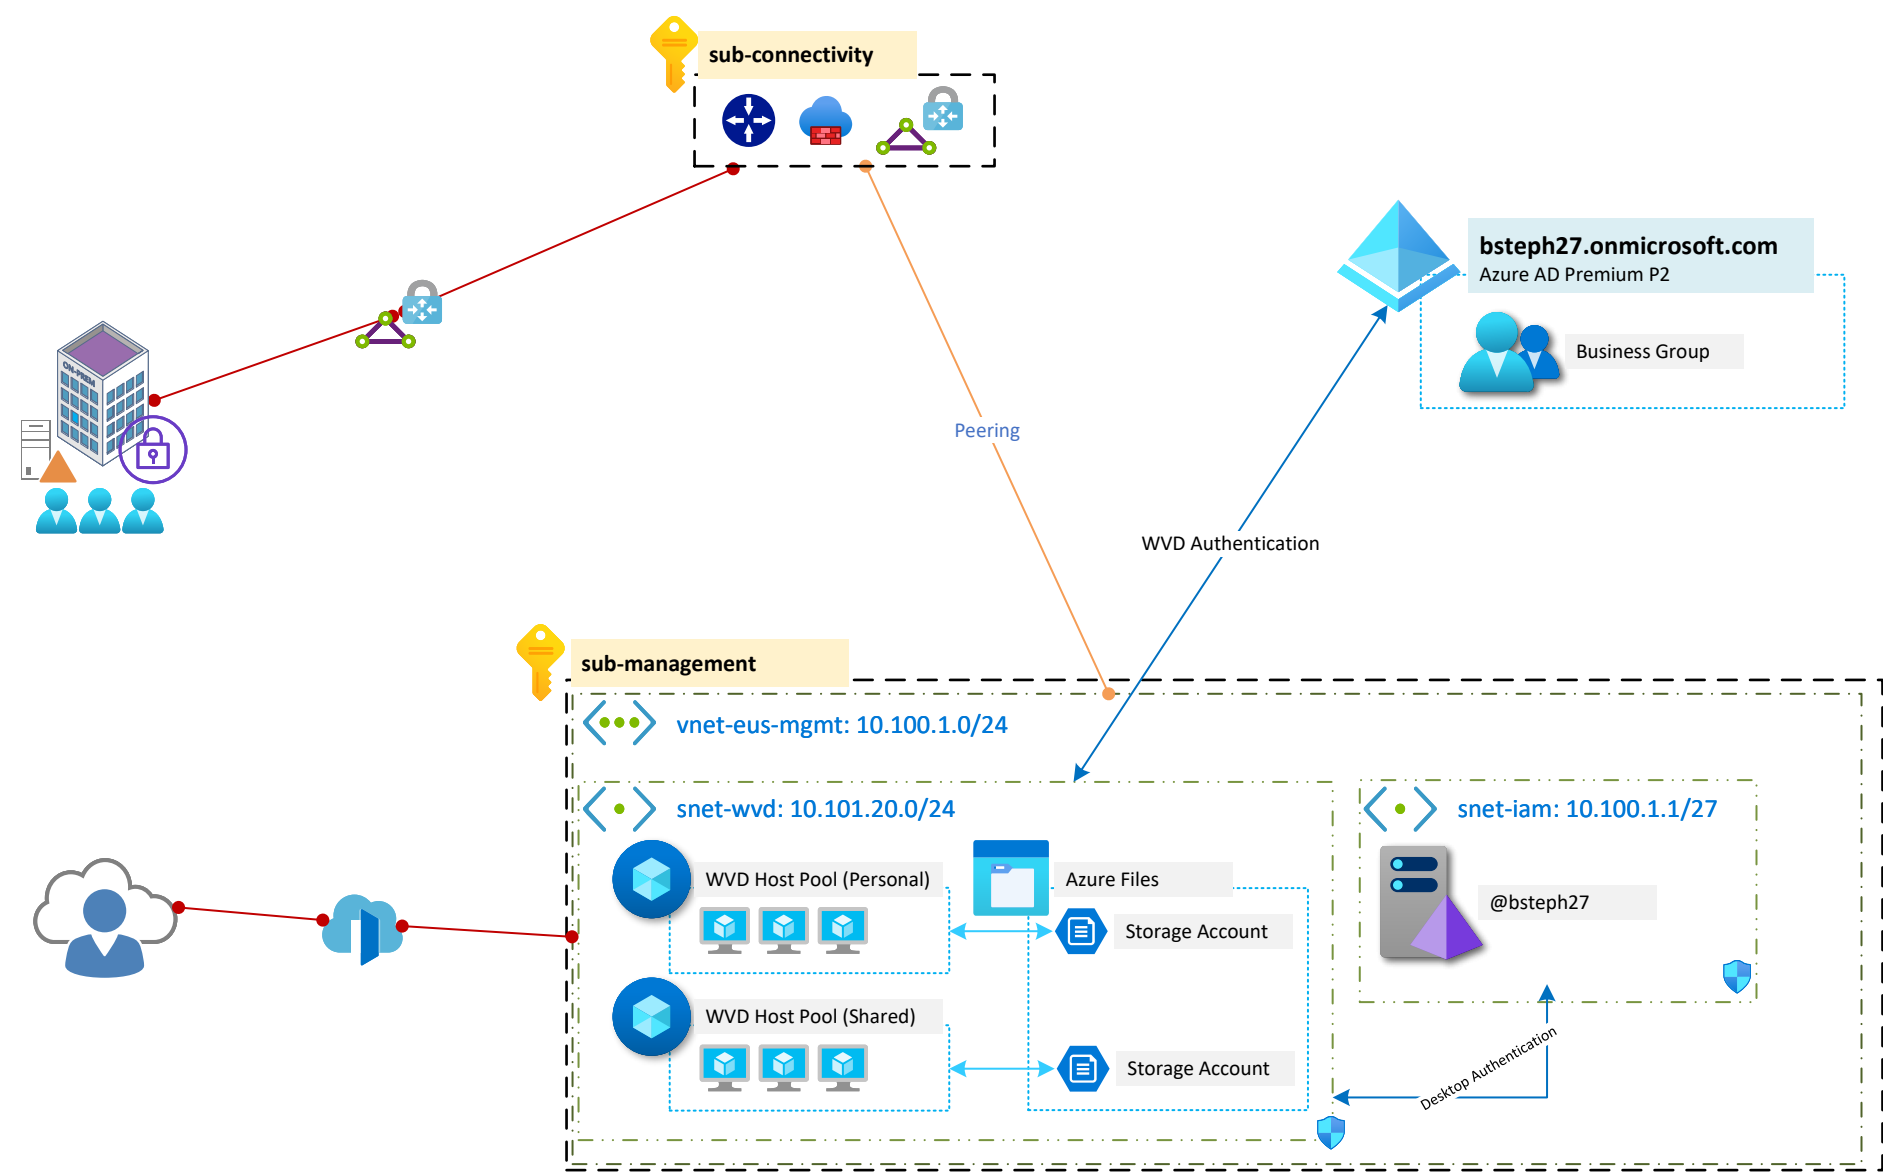 sub-connectivity
bsteph27.onmicrosoft.com
Azure AD Premium P2
Business Group
ON-PREM
Peering
WVD Authentication
sub-management
vnet-eus-mgmt: 10.100.1.0/24
snet-wvd: 10.101.20.0/24
snet-iam: 10.100.1.1/27
WVD Host Pool (Personal)
Azure Files
@bsteph27
Storage Account
WVD Host Pool (Shared)
Storage Account
Desktop Authentication